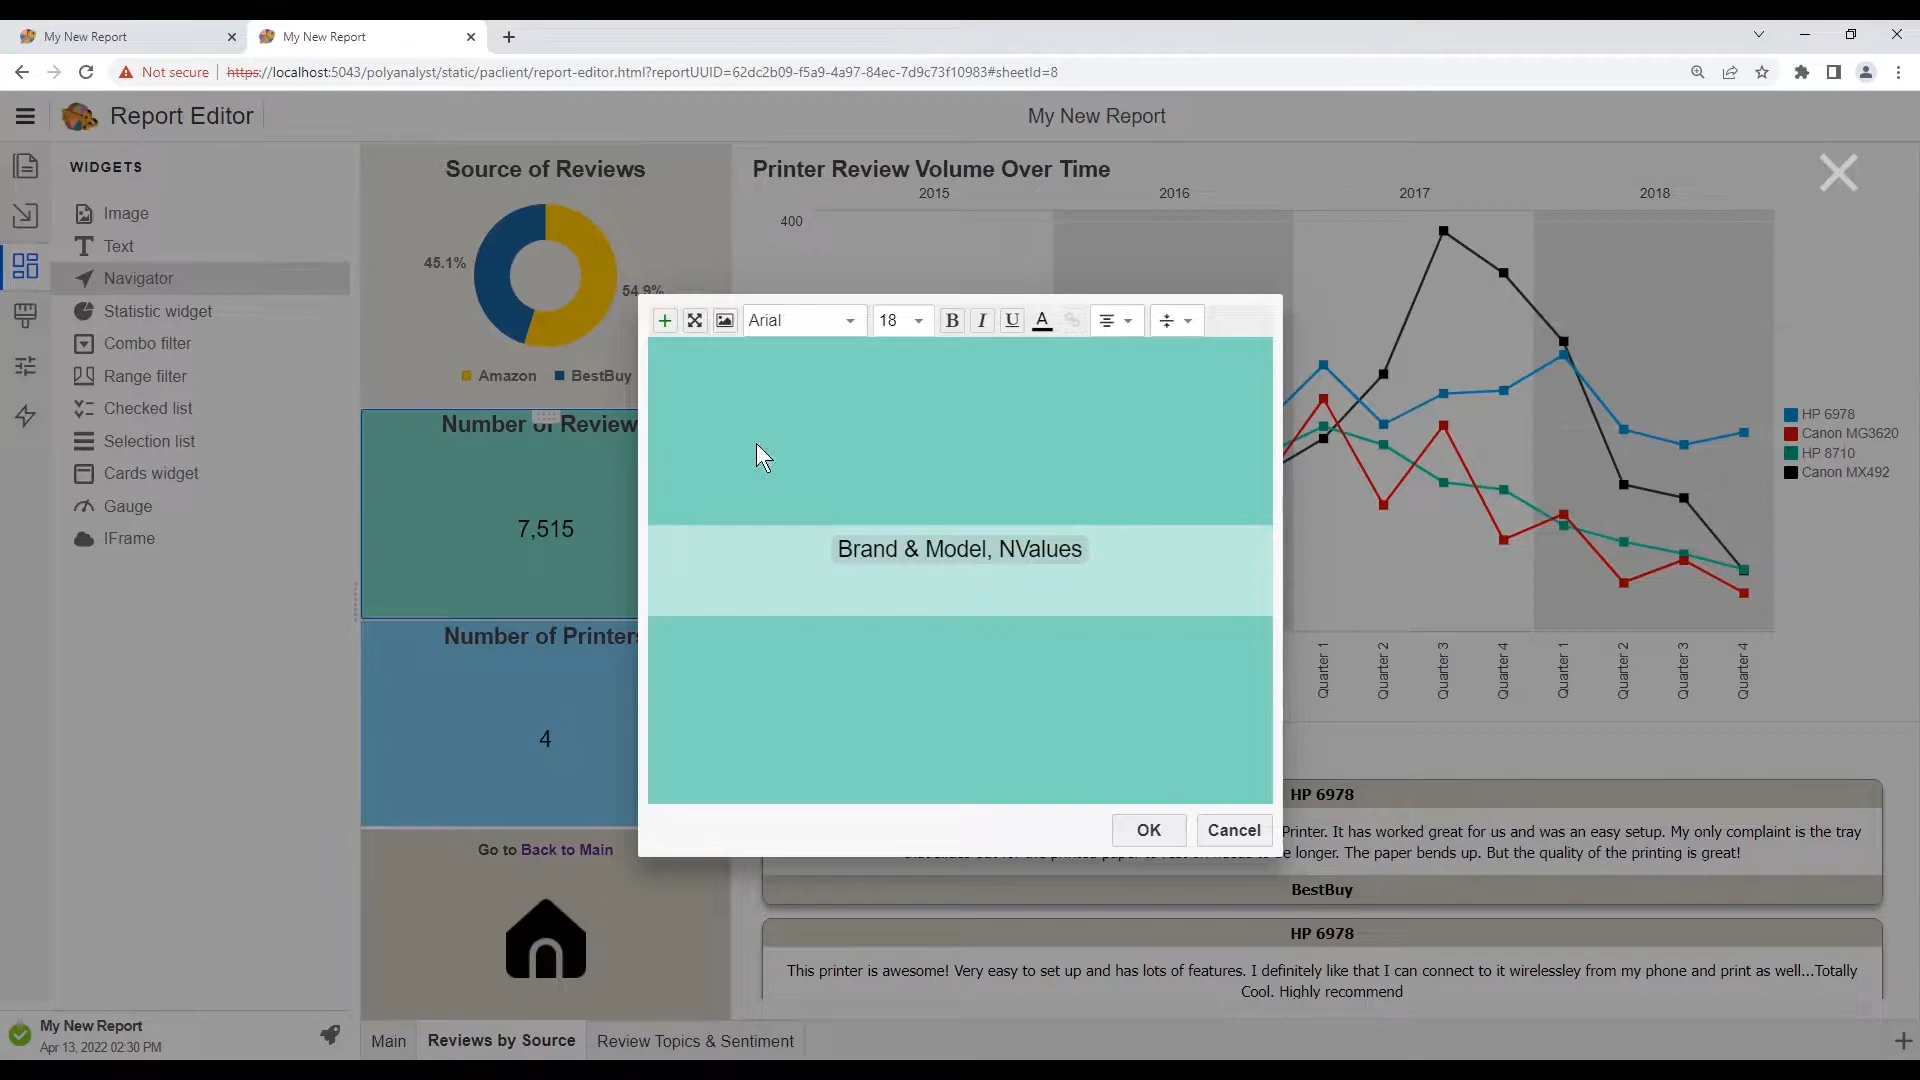 My New Report
My New Report
Not secure
https://localhost:5043/polyanalyst/static/paclient/report-editor.html?reportUUID=62dc2b09-f5a9-4a97-84ec-7d9c73f10983#sheetId=8
Report Editor
My New Report
WIDGETS
Image
Text
Navigator
Statistic widget
Combo filter
Range filter
Checked list
Selection list
Cards widget
Gauge
IFrame
My New Report
Apr 13, 2022 02:30 PM
Source of Reviews
45.1%
54.9%
Amazon
BestBuy
Number of Review
7,515
Number of Printers
4
Go to Back to Main
Printer Review Volume Over Time
2015
2016
2017
2018
400
HP 6978
Canon MG3620
HP 8710
Canon MX492
Quarter 1
Quarter 2
Quarter 3
Quarter 4
Quarter 1
Quarter 2
Quarter 3
Quarter 4
Arial
18
B
I
U
A
Brand & Model, NValues
OK
Cancel
HP 6978
Printer. It has worked great for us and was an easy setup. My only complaint is the tray
be longer. The paper bends up. But the quality of the printing is great!
BestBuy
HP 6978
This printer is awesome! Very easy to set up and has lots of features. I definitely like that I can connect to it wirelessley from my phone and print as well...Totally
Cool. Highly recommend
Main
Reviews by Source
Review Topics & Sentiment